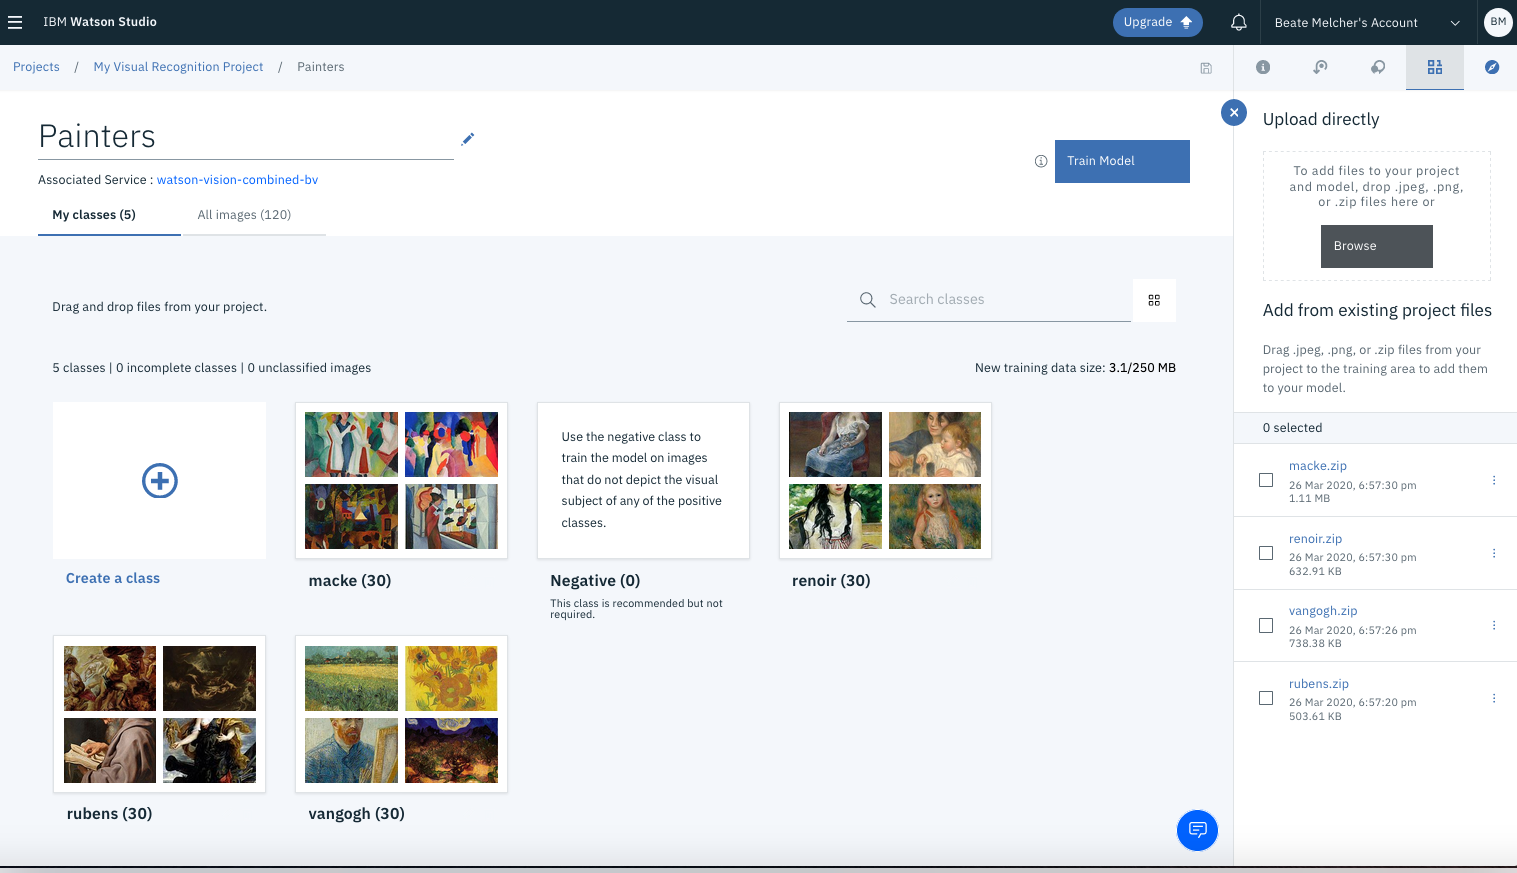 IBM Watson Studio
Upgrade
Beate Melcher's Account
BM
Projects / My Visual Recognition Project / Painters
Painters
Associated Service : watson-vision-combined-bv
Train Model
My classes (5)
All images (120)
Drag and drop files from your project.
Search classes
5 classes | 0 incomplete classes | 0 unclassified images
New training data size: 3.1/250 MB
Create a class
macke (30)
Use the negative class to
train the model on images
that do not depict the visual
subject of any of the positive
classes.
Negative (0)
This class is recommended but not
required.
renoir (30)
rubens (30)
vangogh (30)
Upload directly
To add files to your project
and model, drop .jpeg, .png,
or .zip files here or
Browse
Add from existing project files
Drag .jpeg, .png, or .zip files from your
project to the training area to add them
to your model.
0 selected
macke.zip
26 Mar 2020, 6:57:30 pm
1.11 MB
renoir.zip
26 Mar 2020, 6:57:30 pm
632.91 KB
vangogh.zip
26 Mar 2020, 6:57:26 pm
738.38 KB
rubens.zip
26 Mar 2020, 6:57:20 pm
503.61 KB